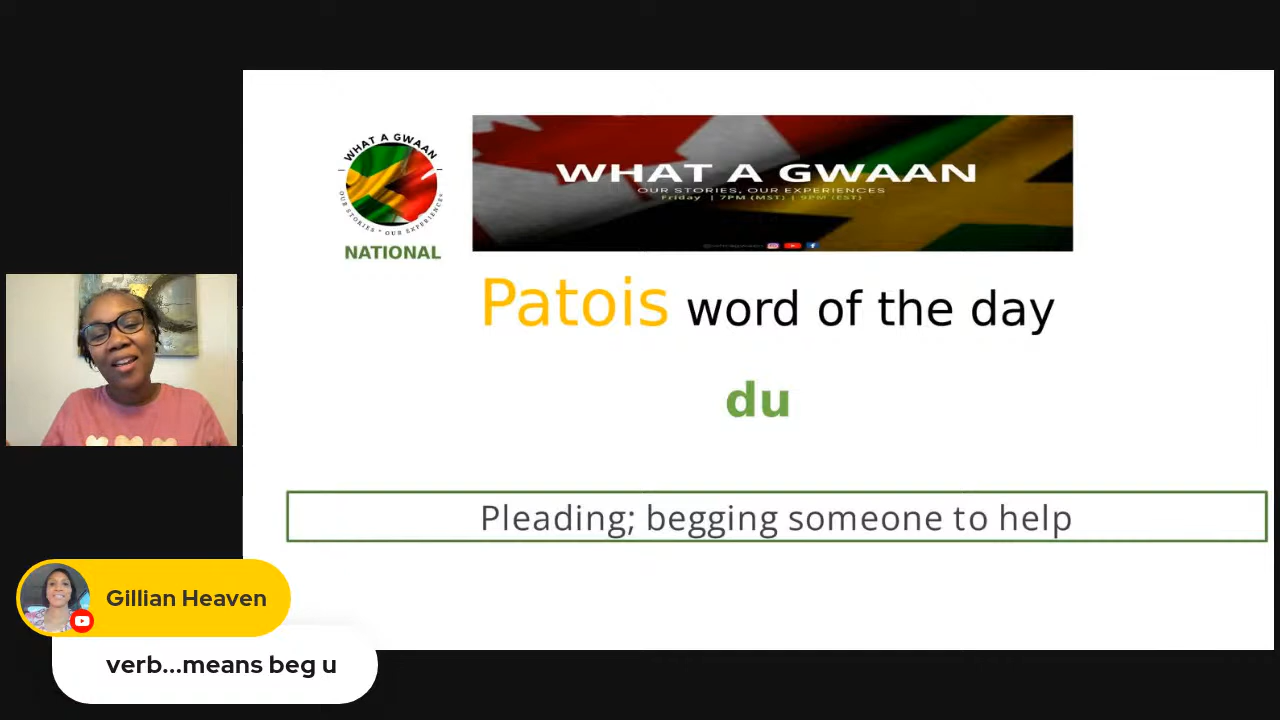 WHAT A GWAAN
OUR STORIES * OUR EXPERIENCES
NATIONAL
WHAT A GWAAN
OUR STORIES, OUR EXPERIENCES
Friday | 7PM (MST) | 9PM (EST)
Patois word of the day
du
Pleading; begging someone to help
Gillian Heaven
verb...means beg u